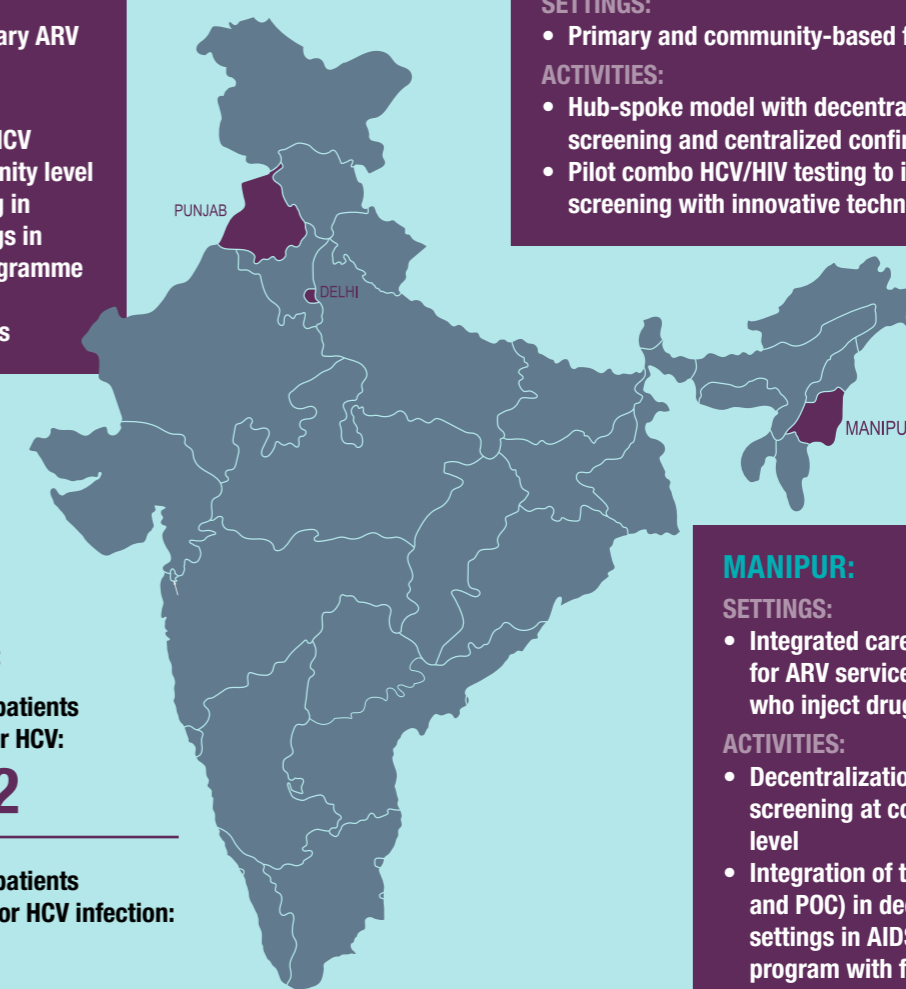 ary ARV
HCV
nity level
g in
gs in
gramme
s
SETTINGS:
• Primary and community-based f
ACTIVITIES:
• Hub-spoke model with decentra
screening and centralized confir
• Pilot combo HCV/HIV testing to i
screening with innovative techn
PUNJAB
DELHI
MANIPU
patients
r HCV:
2
patients
or HCV infection:
MANIPUR:
SETTINGS:
• Integrated care
for ARV service
who inject drug
ACTIVITIES:
• Decentralizatio
screening at co
level
• Integration of t
and POC) in dec
settings in AIDS
program with f